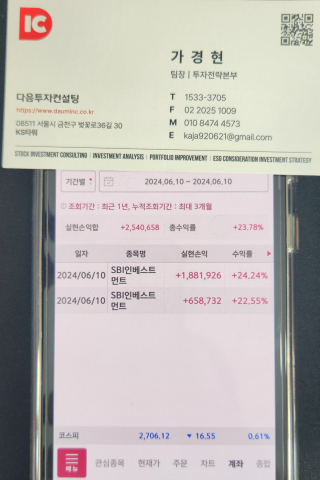 IC
가 경 현
팀장 | 투자전략본부
다음투자컨설팅
https://www.dauminc.co.kr
08511 서울시 금천구 벚꽃로36길 30
KS타워
T 1533-3705
F 02 2025 1009
M 010 8474 4573
E kaja920621@gmail.com
STOCK INVESTMENT CONSULTING | INVESTMENT ANALYSIS | PORTFOLIO IMPROVEMENT | ESG CONSIDERATION INVESTMENT STRATEGY
기간별 2024.06.10 ~ 2024.06.10
조회기간 : 최근 1년, 누적조회기간 : 최대 3개월
실현손익합 +2,540,658 총수익률 +23.78%
일자 종목명 실현손익 수익률
2024/06/10 SBI인베스트먼트 +1,881,926 +24.24%
2024/06/10 SBI인베스트먼트 +658,732 +22.55%
코스피 2,706.12 ▼ 16.55 0.61%
메뉴 관심종목 현재가 주문 차트 계좌 종합